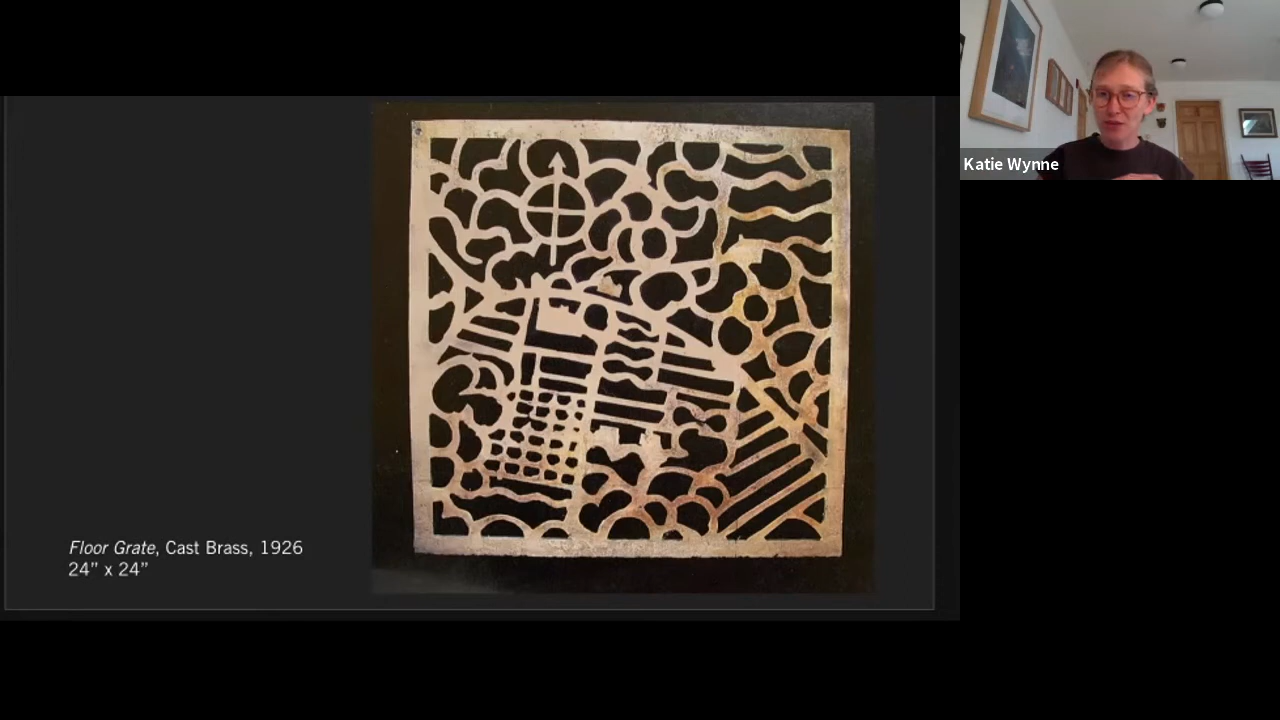 Katie Wynne
Floor Grate, Cast Brass, 1926
24” x 24”